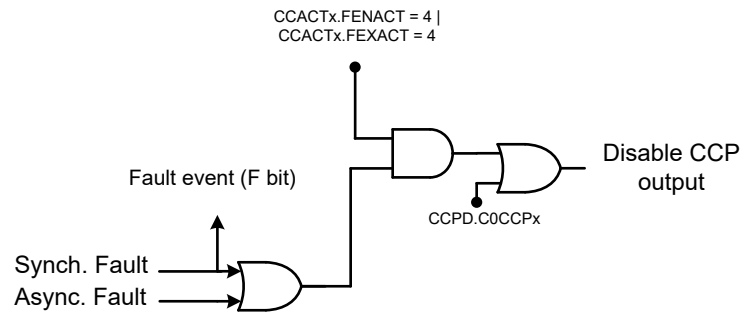 CCACTx.FENACT = 4 |
CCACTx.FEXACT = 4
Disable CCP
output
Fault event (F bit)
CCPD.C0CCPx
Synch. Fault
Async. Fault